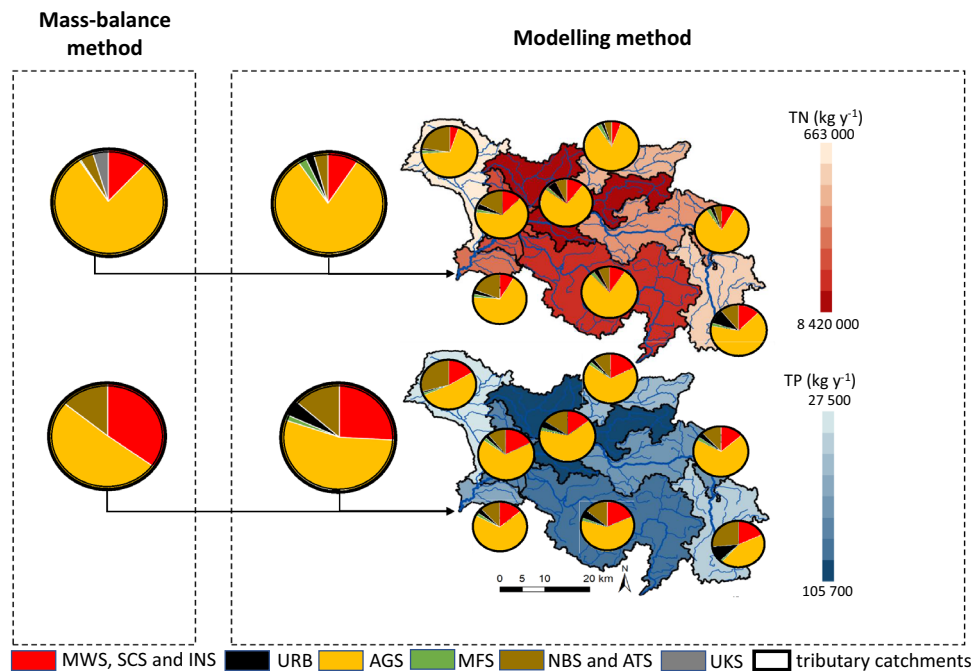 Mass-balance
method
Modelling method
TN (kg y⁻¹)
663 000
8 420 000
TP (kg y⁻¹)
27 500
105 700
N
0 5 10 20 km
MWS, SCS and INS URB AGS MFS NBS and ATS UKS tributary catchments